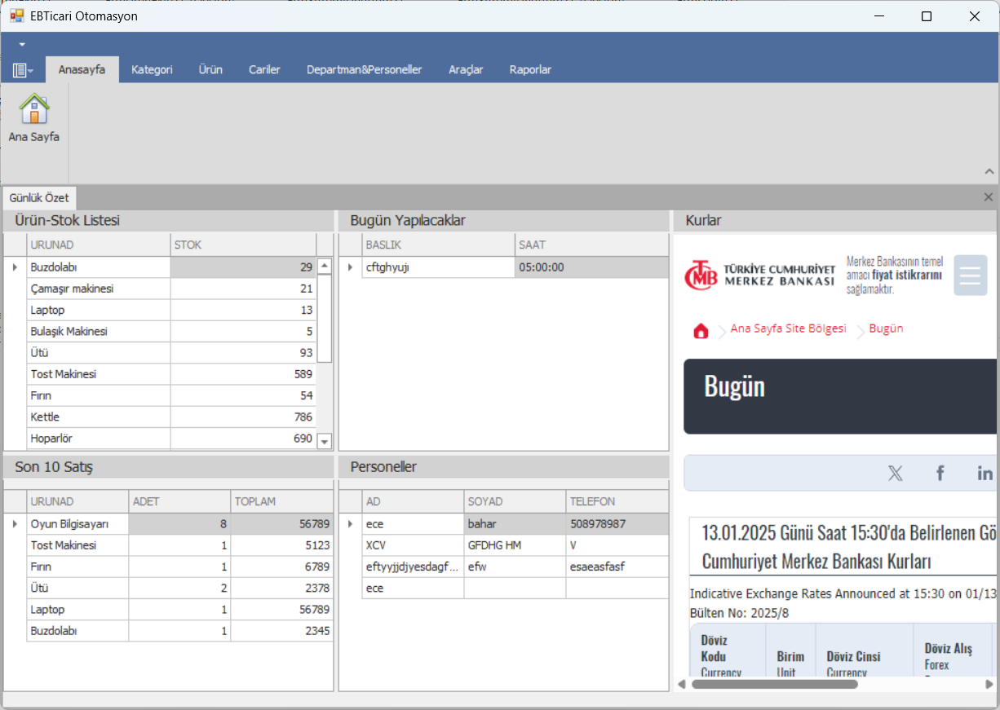 EBTicari Otomasyon
Anasayfa Kategori Ürün Cariler Departman&Personeller Araçlar Raporlar
Ana Sayfa
Günlük Özet
Ürün-Stok Listesi
URUNAD STOK
Buzdolabı 29
Çamaşır makinesi 21
Laptop 13
Bulaşık Makinesi 5
Ütü 93
Tost Makinesi 589
Fırın 54
Kettle 786
Hoparlör 690
Bugün Yapılacaklar
BASLIK SAAT
cftghyujı 05:00:00
Kurlar
TCMB
TÜRKİYE CUMHURİYET
MERKEZ BANKASI
Merkez Bankasının temel
amacı fiyat istikrarını
sağlamaktır.
Ana Sayfa Site Bölgesi Bugün
Bugün
X f in
13.01.2025 Günü Saat 15:30'da Belirlenen Gö
Cumhuriyet Merkez Bankası Kurları
Indicative Exchange Rates Announced at 15:30 on 01/13
Bülten No: 2025/8
Döviz
Kodu Birim Döviz Cinsi Döviz Alış
Currency Unit Currency Forex
Son 10 Satış
URUNAD ADET TOPLAM
Oyun Bilgisayarı 8 56789
Tost Makinesi 1 5123
Fırın 1 6789
Ütü 2 2378
Laptop 1 56789
Buzdolabı 1 2345
Personeller
AD SOYAD TELEFON
ece bahar 508978987
XCV GFDHG HM V
eftyyjjdjyesdagf... efw esaeasfasf
ece